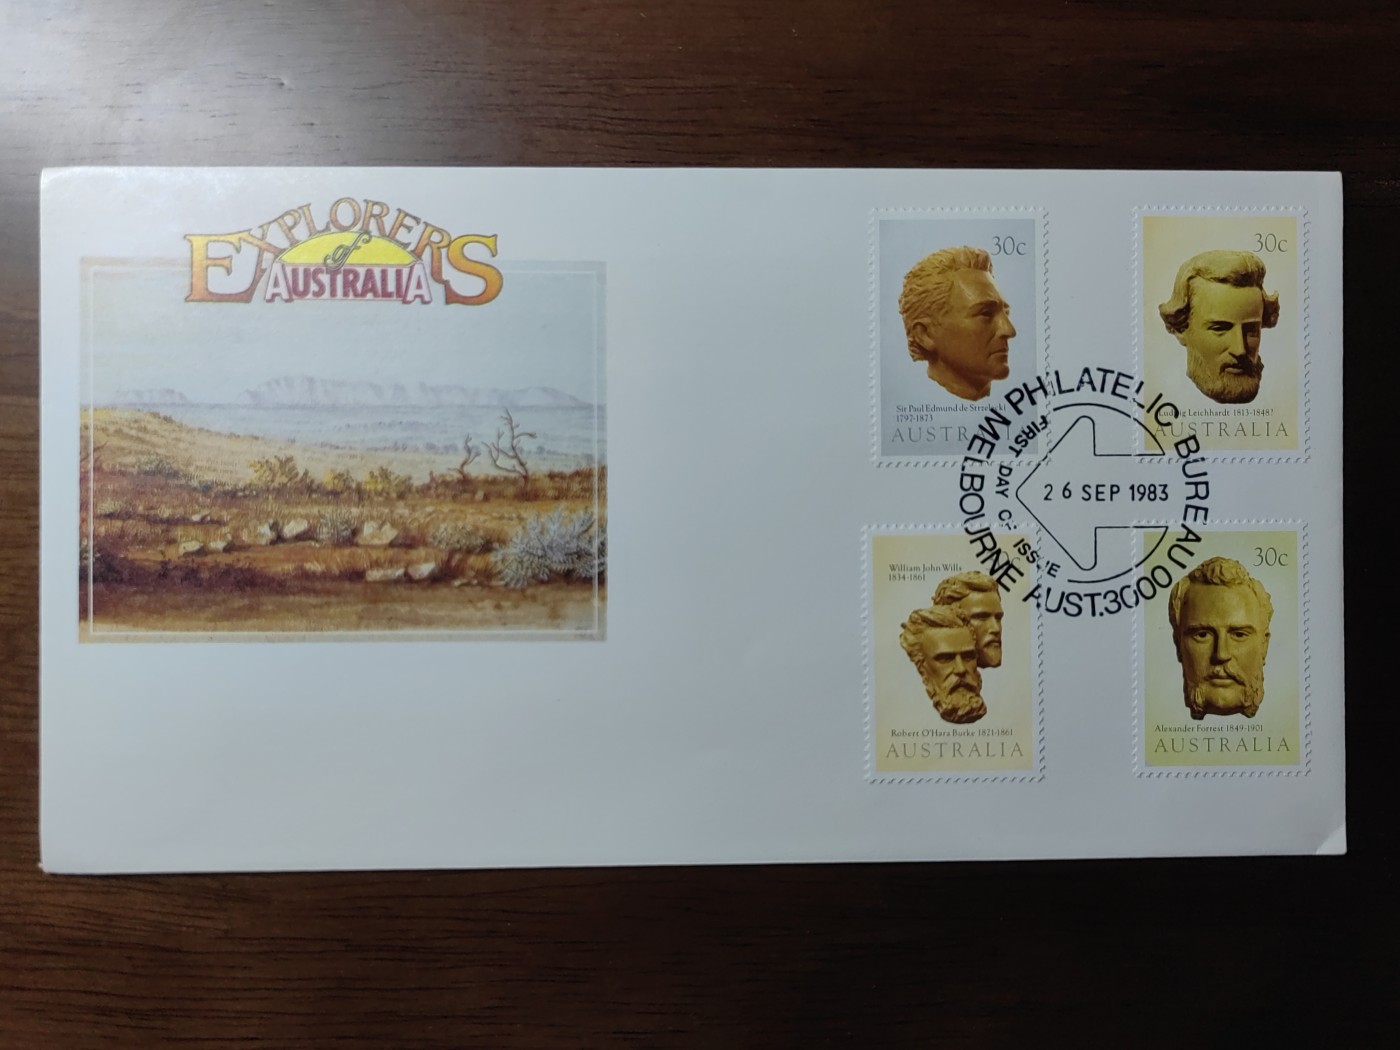 EXPLORERS
of
AUSTRALIA
30c
Sir Paul Edmund de Strzelecki
1797-1873
AUSTRALIA
30c
Ludwig Leichhardt 1813-1848?
AUSTRALIA
PHILATELIC BUREAU
MELBOURNE AUST.3000
FIRST DAY OF ISSUE
26 SEP 1983
William John Wills
1834-1861
Robert O'Hara Burke 1821-1861
AUSTRALIA
30c
Alexander Forrest 1849-1901
AUSTRALIA